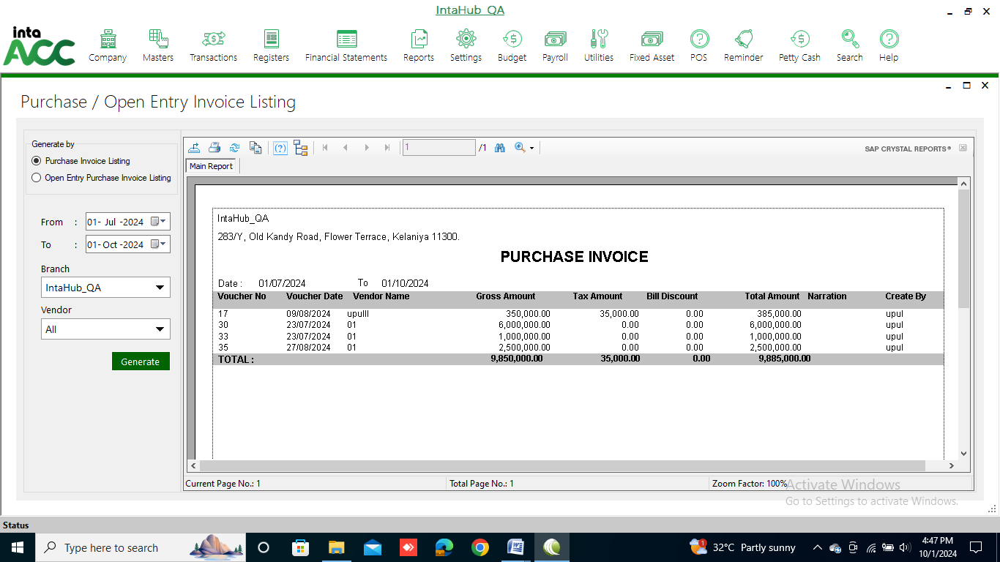 IntaHub_QA
inta
ACC
Company Masters Transactions Registers Financial Statements Reports Settings Budget Payroll Utilities Fixed Asset POS Reminder Petty Cash Search Help
Purchase / Open Entry Invoice Listing
Generate by
Purchase Invoice Listing
Open Entry Purchase Invoice Listing
From : 01- Jul -2024
To : 01- Oct -2024
Branch
IntaHub_QA
Vendor
All
Generate
1 /1
SAP CRYSTAL REPORTS®
Main Report
IntaHub_QA
283/Y, Old Kandy Road, Flower Terrace, Kelaniya 11300.
PURCHASE INVOICE
Date : 01/07/2024 To 01/10/2024
Voucher No Voucher Date Vendor Name Gross Amount Tax Amount Bill Discount Total Amount Narration Create By
17 09/08/2024 upulll 350,000.00 35,000.00 0.00 385,000.00 upul
30 23/07/2024 01 6,000,000.00 0.00 0.00 6,000,000.00 upul
33 23/07/2024 01 1,000,000.00 0.00 0.00 1,000,000.00 upul
35 27/08/2024 01 2,500,000.00 0.00 0.00 2,500,000.00 upul
TOTAL : 9,850,000.00 35,000.00 0.00 9,885,000.00
Current Page No.: 1 Total Page No.: 1 Zoom Factor: 100%
Activate Windows
Go to Settings to activate Windows.
Status
Type here to search
1
32°C Partly sunny
4:47 PM
10/1/2024